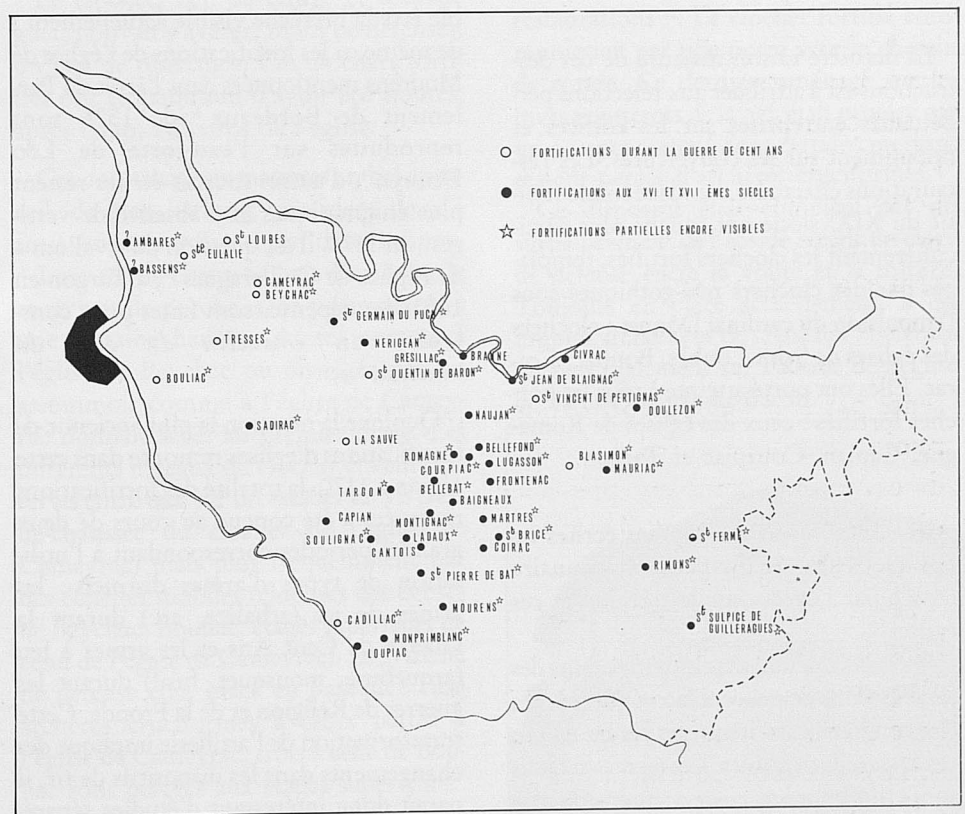 ○ FORTIFICATIONS DURANT LA GUERRE DE CENT ANS
● FORTIFICATIONS AUX XVI ET XVII ÈMES SIÈCLES
☆ FORTIFICATIONS PARTIELLES ENCORE VISIBLES
? AMBARES☆
Sᵗ LOUBES
Sᵗᵉ EULALIE
? BASSENS☆
CAMEYRAC☆
BEYCHAC☆
Sᵗ GERMAIN DU PUCH☆
TRESSES☆
NERIGEAN☆
GRESILLAC☆
BRANNE
CIVRAC
BOULIAC☆
Sᵗ QUENTIN DE BARON☆
Sᵗ JEAN DE BLAIGNAC☆
Sᵗ VINCENT DE PERTIGNAS☆
DOULEZON☆
NAUJAN☆
SADIRAC☆
LA SAUVE
BELLEFOND☆
ROMAGNE☆
LUGASSON☆
BLASIMON☆
COURPIAC☆
MAURIAC☆
FRONTENAC
BELLEBAT☆
TARGON☆
BAIGNEAUX
CAPIAN
MONTIGNAC☆
MARTRES☆
SOULIGNAC☆
LADAUX☆
Sᵗ BRICE☆
Sᵗ FERME☆
CANTOIS
COIRAC☆
RIMONS☆
Sᵗ PIERRE DE BAT☆
MOURENS☆
CADILLAC☆
Sᵗ SULPICE DE
GUILLERAGUES☆
MONPRIMBLANC☆
LOUPIAC